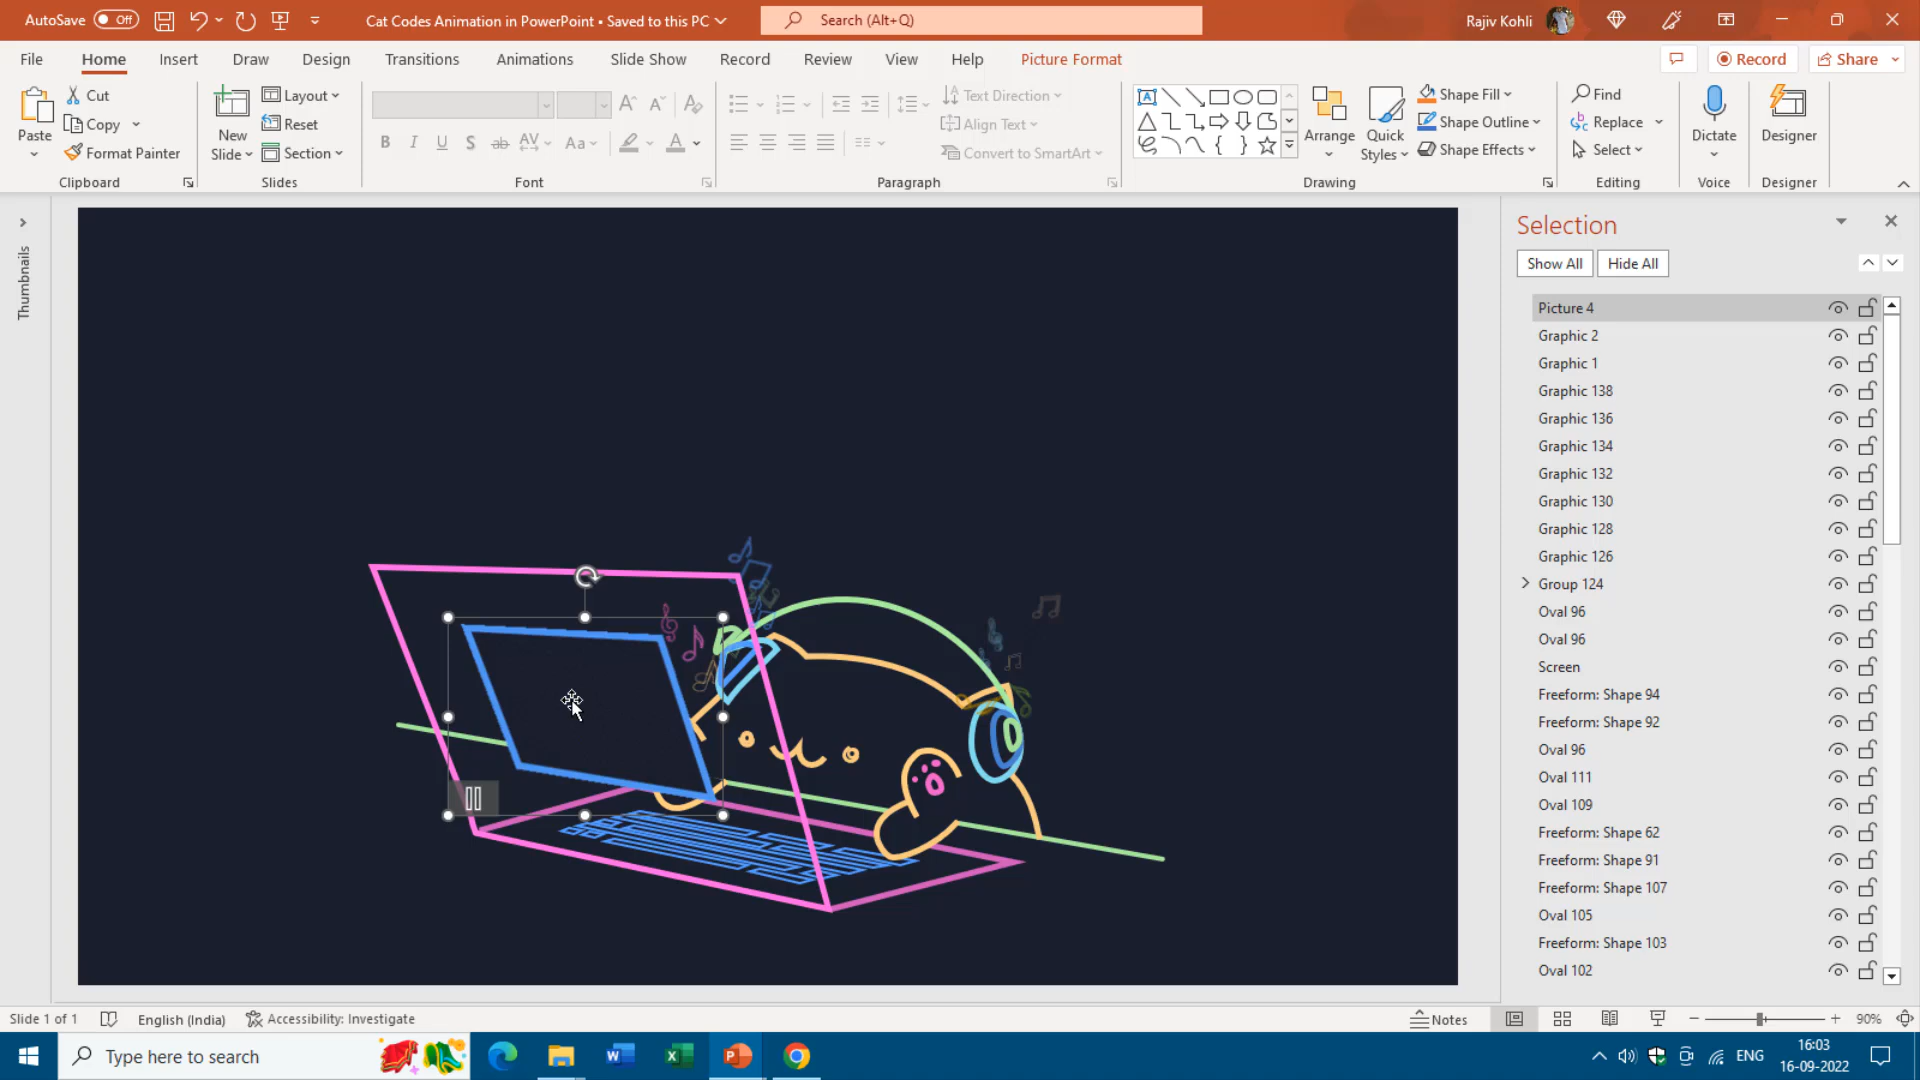 AutoSave Off Cat Codes Animation in PowerPoint • Saved to this PC Search (Alt+Q) Rajiv Kohli
File Home Insert Draw Design Transitions Animations Slide Show Record Review View Help Picture Format Record Share
Paste Cut Copy Format Painter Clipboard
New Slide Layout Reset Section Slides
B I U S ab AV Aa A Font
Text Direction Align Text Convert to SmartArt Paragraph
Arrange Quick Styles Shape Fill Shape Outline Shape Effects Drawing
Find Replace Select Editing
Dictate Voice
Designer Designer
Thumbnails
Selection
Show All Hide All
Picture 4
Graphic 2
Graphic 1
Graphic 138
Graphic 136
Graphic 134
Graphic 132
Graphic 130
Graphic 128
Graphic 126
Group 124
Oval 96
Oval 96
Screen
Freeform: Shape 94
Freeform: Shape 92
Oval 96
Oval 111
Oval 109
Freeform: Shape 62
Freeform: Shape 91
Freeform: Shape 107
Oval 105
Freeform: Shape 103
Oval 102
Slide 1 of 1 English (India) Accessibility: Investigate Notes 90%
Type here to search ENG 16:03
16-09-2022